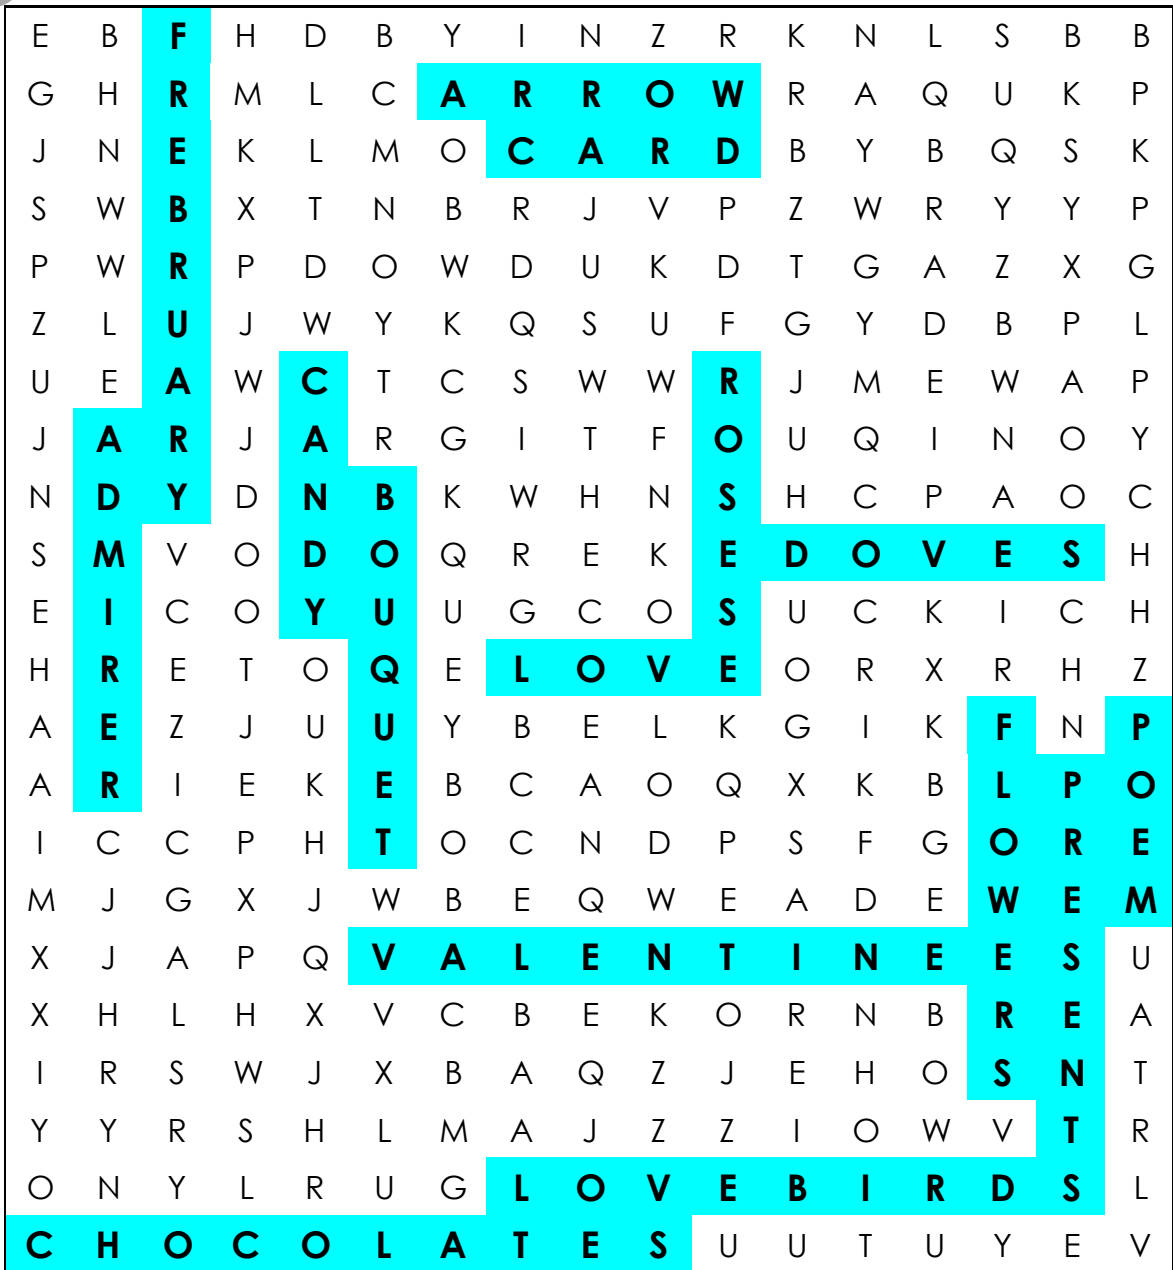 E B F H D B Y I N Z R K N L S B B
G H R M L C A R R O W R A Q U K P
J N E K L M O C A R D B Y B Q S K
S W B X T N B R J V P Z W R Y Y P
P W R P D O W D U K D T G A Z X G
Z L U J W Y K Q S U F G Y D B P L
U E A W C T C S W W R J M E W A P
J A R J A R G I T F O U Q I N O Y
N D Y D N B K W H N S H C P A O C
S M V O D O Q R E K E D O V E S H
E I C O Y U U G C O S U C K I C H
H R E T O Q E L O V E O R X R H Z
A E Z J U U Y B E L K G I K F N P
A R I E K E B C A O Q X K B L P O
I C C P H T O C N D P S F G O R E
M J G X J W B E Q W E A D E W E M
X J A P Q V A L E N T I N E E S U
X H L H X V C B E K O R N B R E A
I R S W J X B A Q Z J E H O S N T
Y Y R S H L M A J Z Z I O W V T R
O N Y L R U G L O V E B I R D S L
C H O C O L A T E S U U T U Y E V